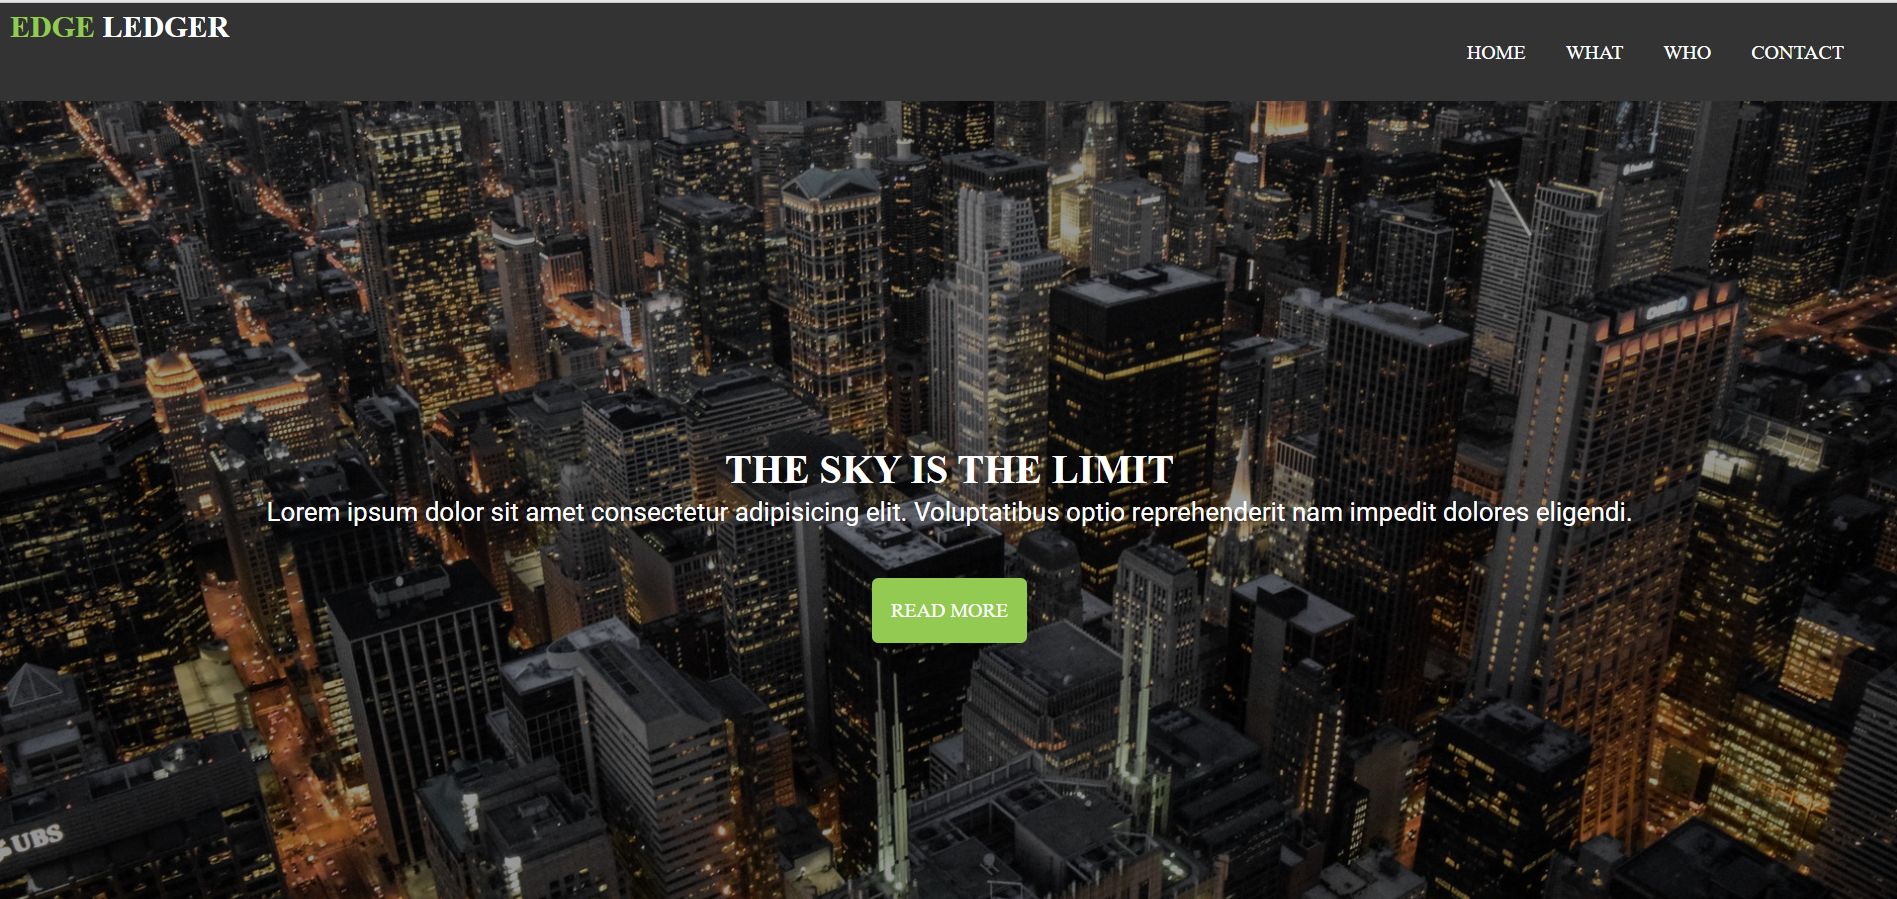 EDGE LEDGER
HOME WHAT WHO CONTACT
THE SKY IS THE LIMIT
Lorem ipsum dolor sit amet consectetur adipisicing elit. Voluptatibus optio reprehenderit nam impedit dolores eligendi.
READ MORE
UBS